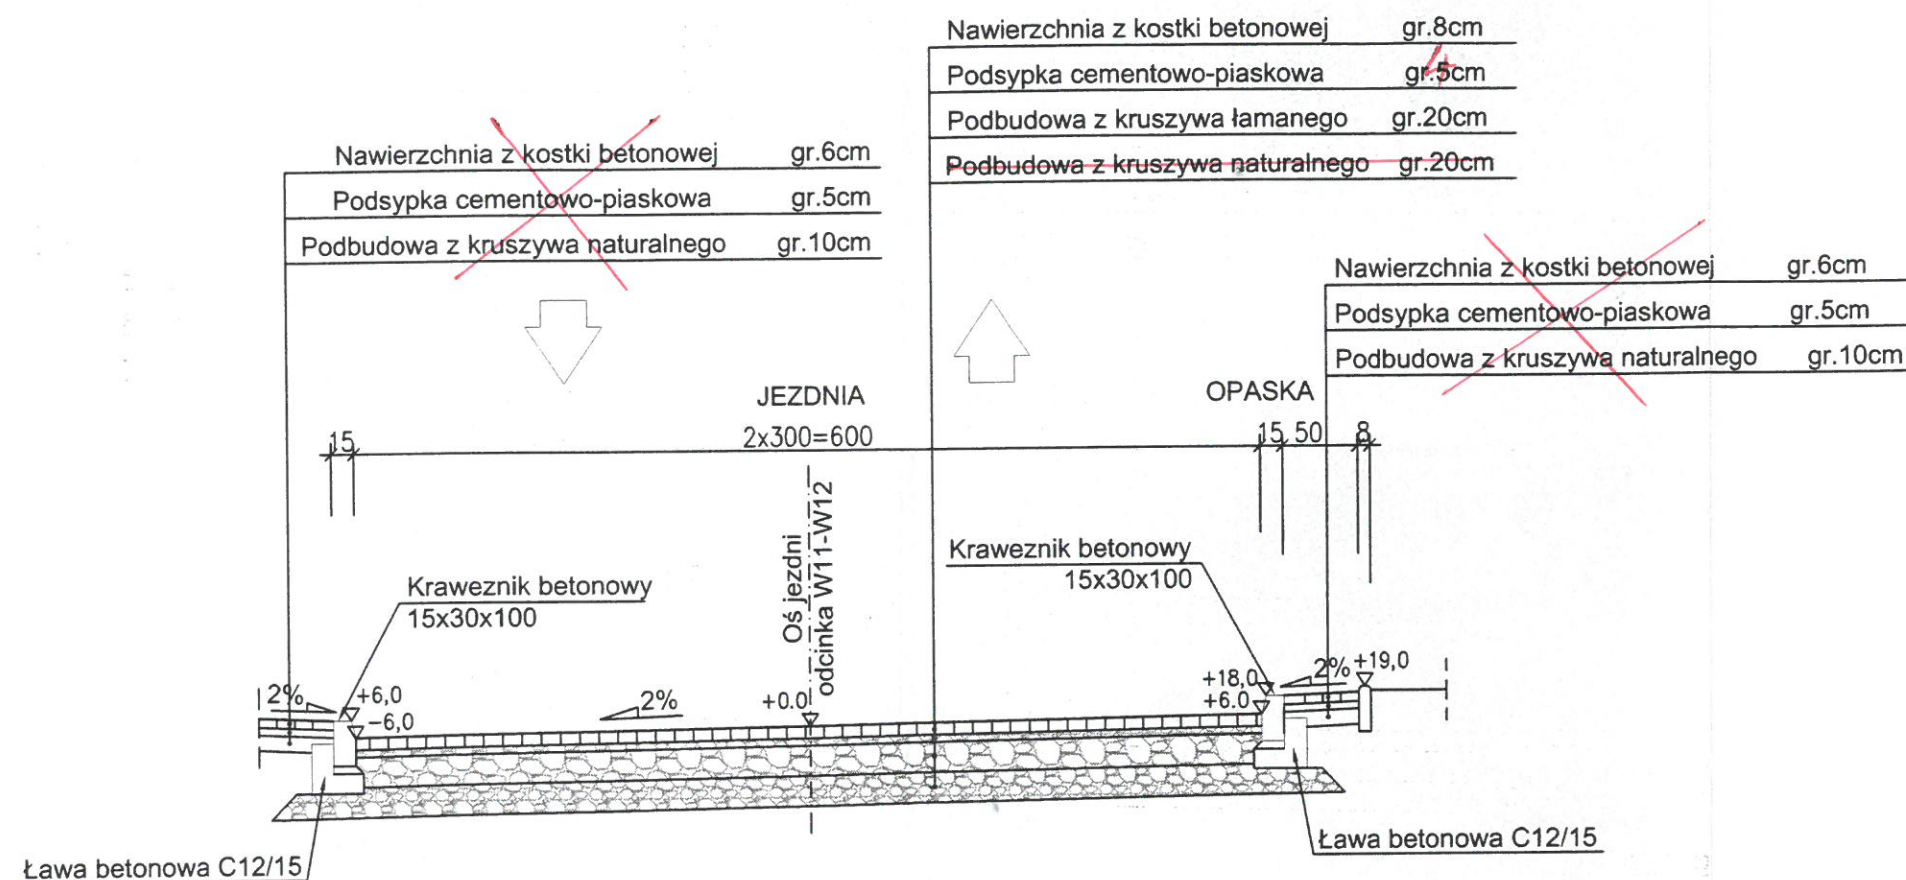 Nawierzchnia z kostki betonowej gr.8cm
Podsypka cementowo-piaskowa gr.5cm 4
Podbudowa z kruszywa łamanego gr.20cm
Podbudowa z kruszywa naturalnego gr.20cm
Nawierzchnia z kostki betonowej gr.6cm
Podsypka cementowo-piaskowa gr.5cm
Podbudowa z kruszywa naturalnego gr.10cm
Nawierzchnia z kostki betonowej gr.6cm
Podsypka cementowo-piaskowa gr.5cm
Podbudowa z kruszywa naturalnego gr.10cm
JEZDNIA
OPASKA
15
2x300=600
15 50 8
Oś jezdni
odcinka W11-W12
Kraweznik betonowy
15x30x100
Kraweznik betonowy
15x30x100
2%
+6,0
-6,0
2%
+0.0
+18,0
+6.0
2%
+19,0
Ława betonowa C12/15
Ława betonowa C12/15